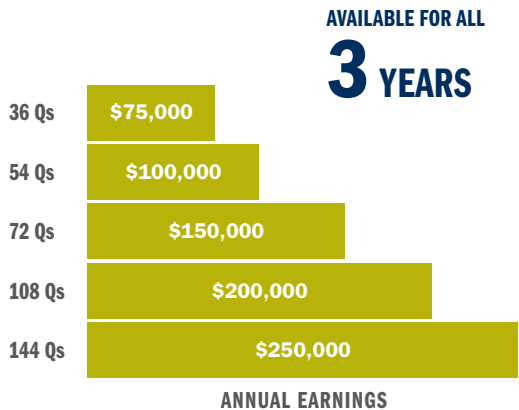 AVAILABLE FOR ALL
3 YEARS
36 Qs $75,000
54 Qs $100,000
72 Qs $150,000
108 Qs $200,000
144 Qs $250,000
ANNUAL EARNINGS